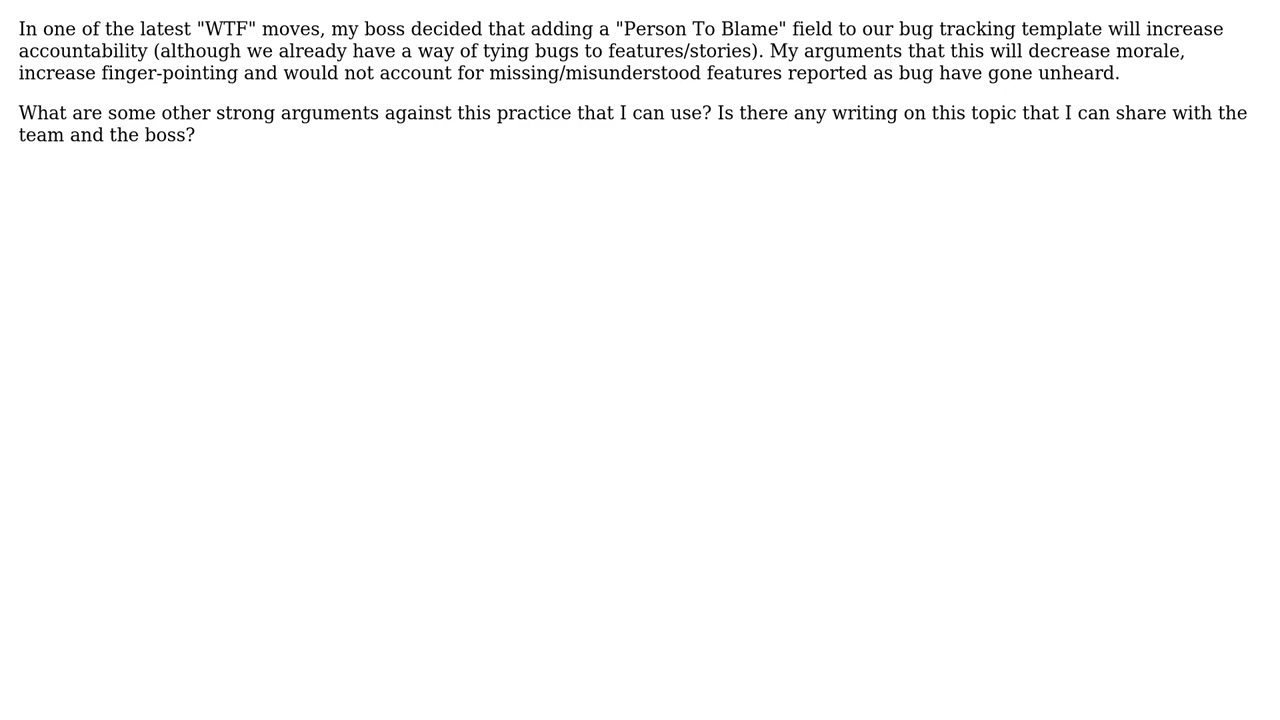 In one of the latest "WTF" moves, my boss decided that adding a "Person To Blame" field to our bug tracking template will increase
accountability (although we already have a way of tying bugs to features/stories). My arguments that this will decrease morale,
increase finger-pointing and would not account for missing/misunderstood features reported as bug have gone unheard.
What are some other strong arguments against this practice that I can use? Is there any writing on this topic that I can share with the
team and the boss?